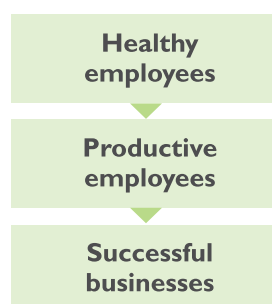 Healthy
employees
Productive
employees
Successful
businesses